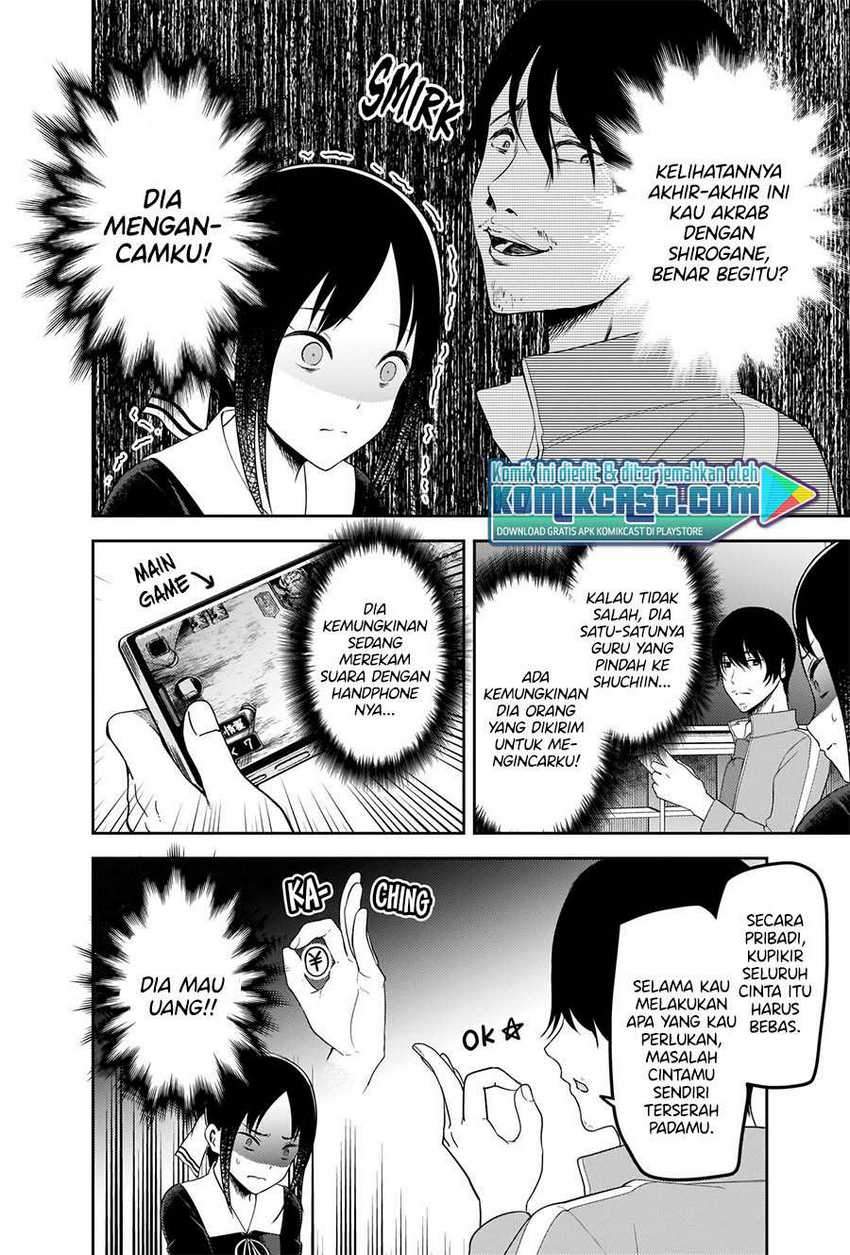 KELIHATANNYA
AKHIR-AKHIR INI
KAU AKRAB
DENGAN
SHIROGANE,
BENAR BEGITU?
SMIRK
DIA
MENGAN-
CAMKU!
Komik ini diedit & diterjemahkan oleh
KOMIKCAST.COM
DOWNLOAD GRATIS APK KOMIKCAST DI PLAYSTORE
KALAU TIDAK
SALAH, DIA
SATU-SATUNYA
GURU YANG
PINDAH KE
SHUCHIIN...
ADA
KEMUNGKINAN
DIA ORANG
YANG DIKIRIM
UNTUK ME-
NGINCARKU!
DIA
KEMUNGKINAN
SEDANG
MEREKAM
SUARA DENGAN
HANDPHONE
NYA...
MAIN
GAME
7
SECARA
PRIBADI,
KUPIKIR
SELURUH
CINTA ITU
HARUS
BEBAS.
SELAMA KAU
MELAKUKAN
APA YANG KAU
PERLUKAN,
MASALAH
CINTAMU
SENDIRI
TERSERAH
PADAMU.
OK☆
KA-
CHING
¥
DIA MAU
UANG!!